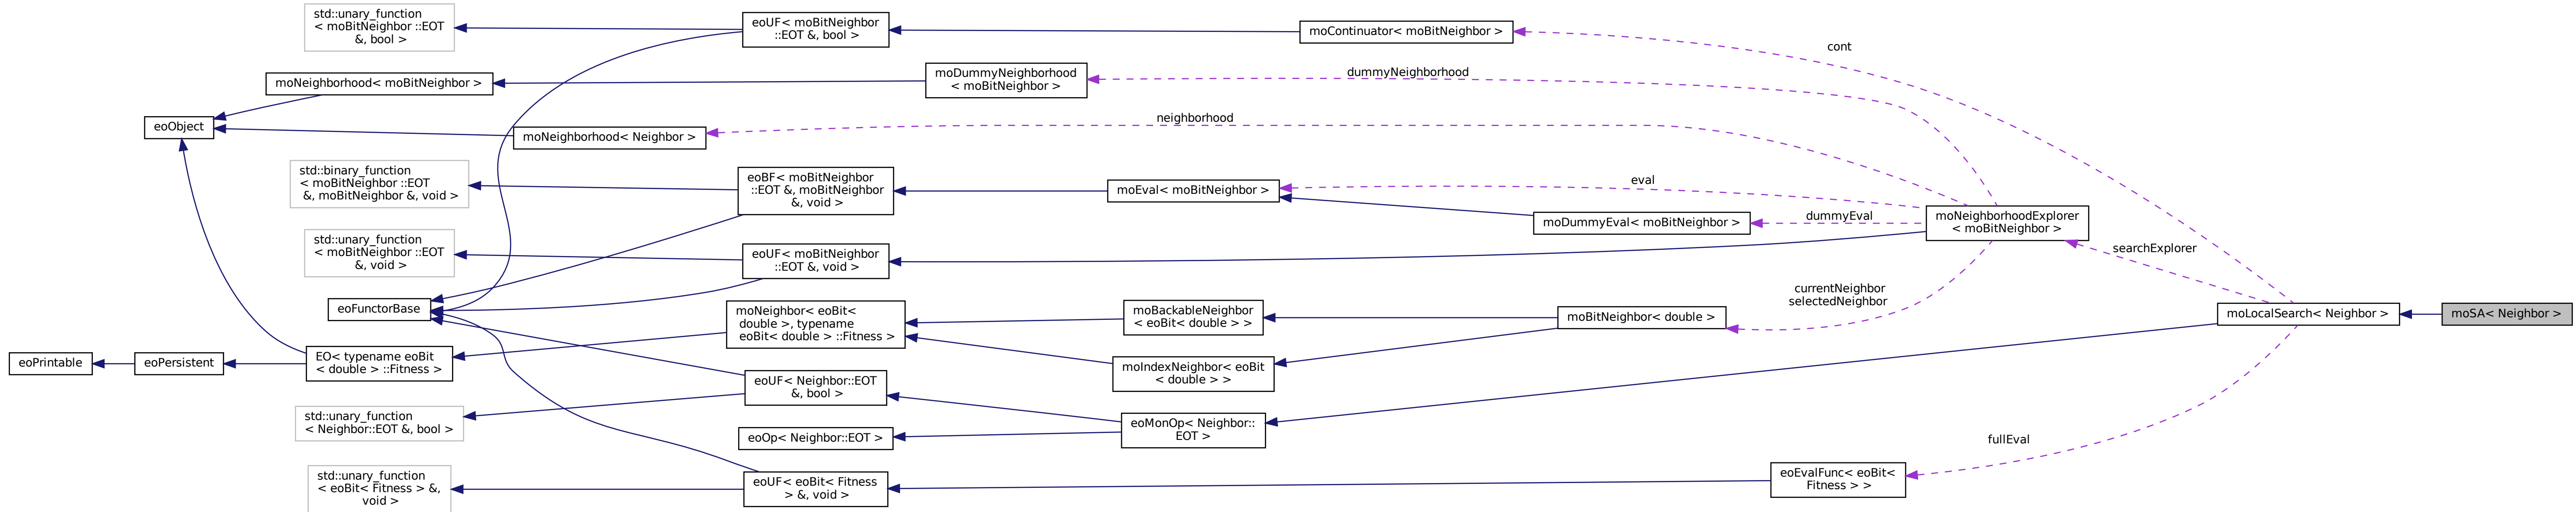 std::unary_function
< moBitNeighbor ::EOT
&, bool >
eoUF< moBitNeighbor
::EOT &, bool >
moContinuator< moBitNeighbor >
cont
moNeighborhood< moBitNeighbor >
moDummyNeighborhood
< moBitNeighbor >
dummyNeighborhood
eoObject
moNeighborhood< Neighbor >
neighborhood
std::binary_function
< moBitNeighbor ::EOT
&, moBitNeighbor &, void >
eoBF< moBitNeighbor
::EOT &, moBitNeighbor
&, void >
moEval< moBitNeighbor >
eval
moDummyEval< moBitNeighbor >
dummyEval
moNeighborhoodExplorer
< moBitNeighbor >
searchExplorer
std::unary_function
< moBitNeighbor ::EOT
&, void >
eoUF< moBitNeighbor
::EOT &, void >
eoFunctorBase
moNeighbor< eoBit<
double >, typename
eoBit< double > ::Fitness >
moBackableNeighbor
< eoBit< double > >
moBitNeighbor< double >
currentNeighbor
selectedNeighbor
moLocalSearch< Neighbor >
moSA< Neighbor >
eoPrintable
eoPersistent
EO< typename eoBit
< double > ::Fitness >
moIndexNeighbor< eoBit
< double > >
eoUF< Neighbor::EOT
&, bool >
std::unary_function
< Neighbor::EOT &, bool >
eoOp< Neighbor::EOT >
eoMonOp< Neighbor::
EOT >
fullEval
std::unary_function
< eoBit< Fitness > &,
void >
eoUF< eoBit< Fitness
> &, void >
eoEvalFunc< eoBit<
Fitness > >